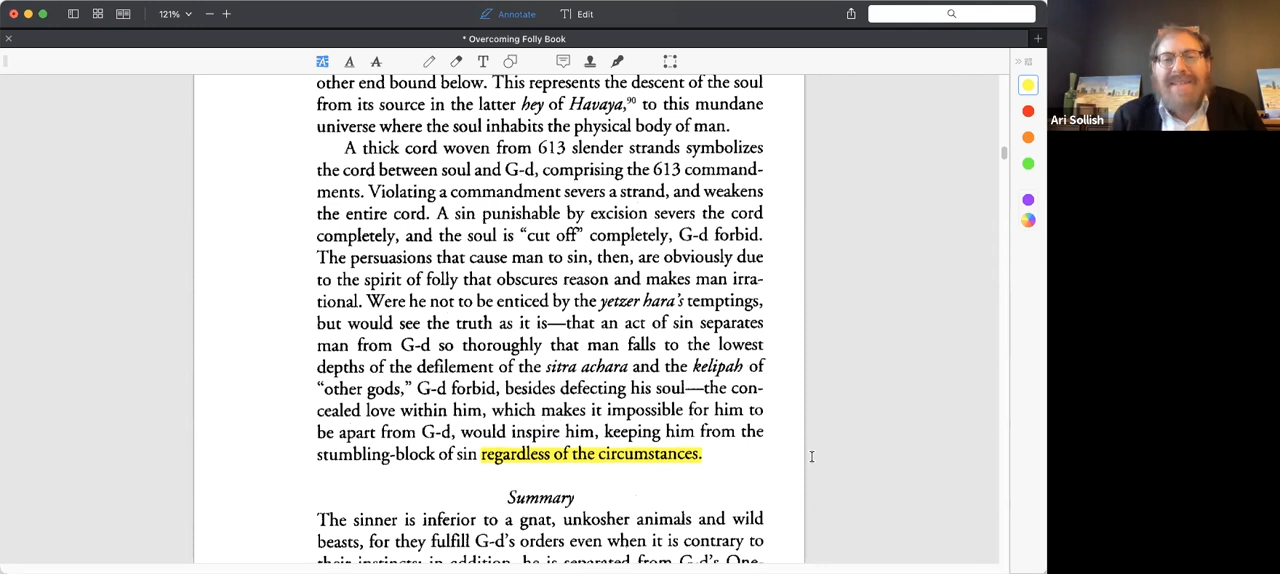 121%
Annotate
Edit
* Overcoming Folly Book
other end bound below. This represents the descent of the soul
from its source in the latter hey of Havaya,⁹⁰ to this mundane
universe where the soul inhabits the physical body of man.
A thick cord woven from 613 slender strands symbolizes
the cord between soul and G-d, comprising the 613 command-
ments. Violating a commandment severs a strand, and weakens
the entire cord. A sin punishable by excision severs the cord
completely, and the soul is “cut off” completely, G-d forbid.
The persuasions that cause man to sin, then, are obviously due
to the spirit of folly that obscures reason and makes man irra-
tional. Were he not to be enticed by the yetzer hara's temptings,
but would see the truth as it is—that an act of sin separates
man from G-d so thoroughly that man falls to the lowest
depths of the defilement of the sitra achara and the kelipah of
“other gods,” G-d forbid, besides defecting his soul—the con-
cealed love within him, which makes it impossible for him to
be apart from G-d, would inspire him, keeping him from the
stumbling-block of sin regardless of the circumstances.
Summary
The sinner is inferior to a gnat, unkosher animals and wild
beasts, for they fulfill G-d's orders even when it is contrary to
their instincts; in addition, he is separated from G-d's One-
Ari Sollish